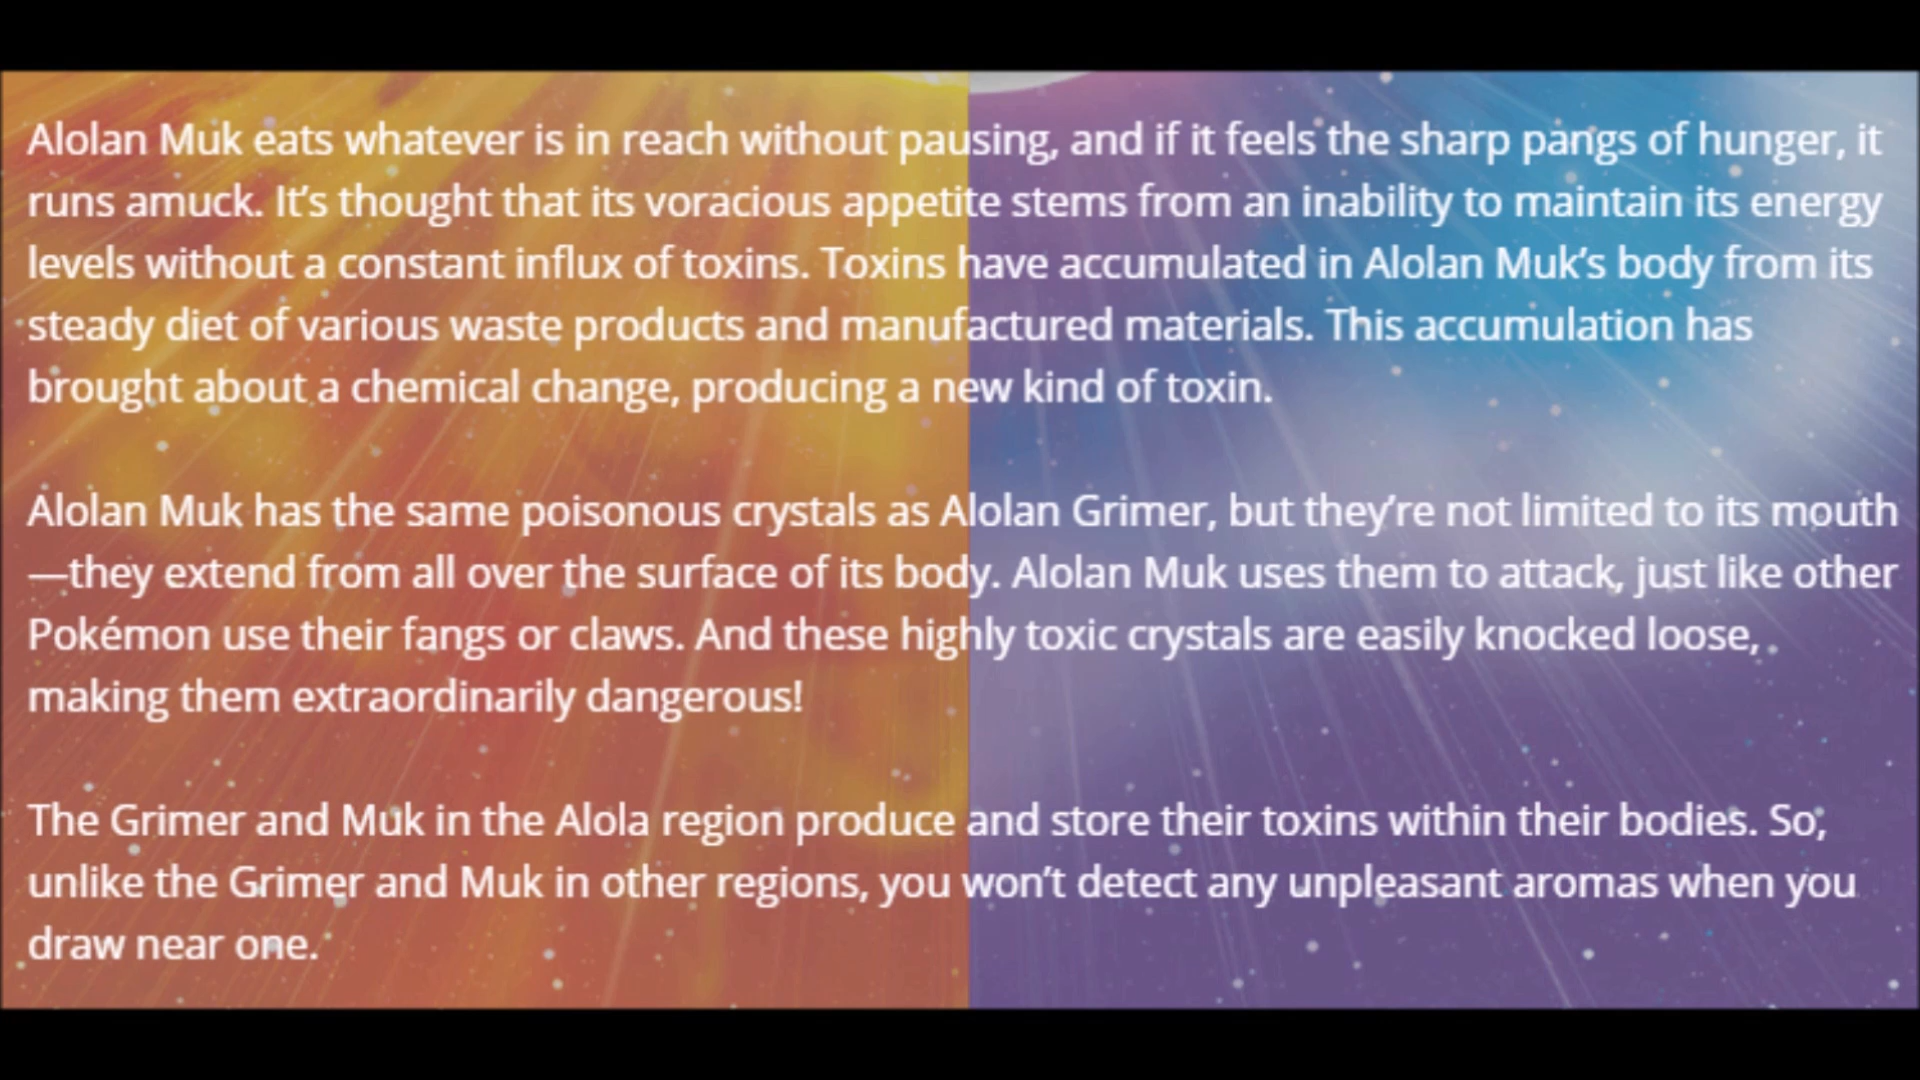 Alolan Muk eats whatever is in reach without pausing, and if it feels the sharp pangs of hunger, it
runs amuck. It’s thought that its voracious appetite stems from an inability to maintain its energy
levels without a constant influx of toxins. Toxins have accumulated in Alolan Muk’s body from its
steady diet of various waste products and manufactured materials. This accumulation has
brought about a chemical change, producing a new kind of toxin.
Alolan Muk has the same poisonous crystals as Alolan Grimer, but they’re not limited to its mouth
—they extend from all over the surface of its body. Alolan Muk uses them to attack, just like other
Pokémon use their fangs or claws. And these highly toxic crystals are easily knocked loose,
making them extraordinarily dangerous!
The Grimer and Muk in the Alola region produce and store their toxins within their bodies. So,
unlike the Grimer and Muk in other regions, you won’t detect any unpleasant aromas when you
draw near one.